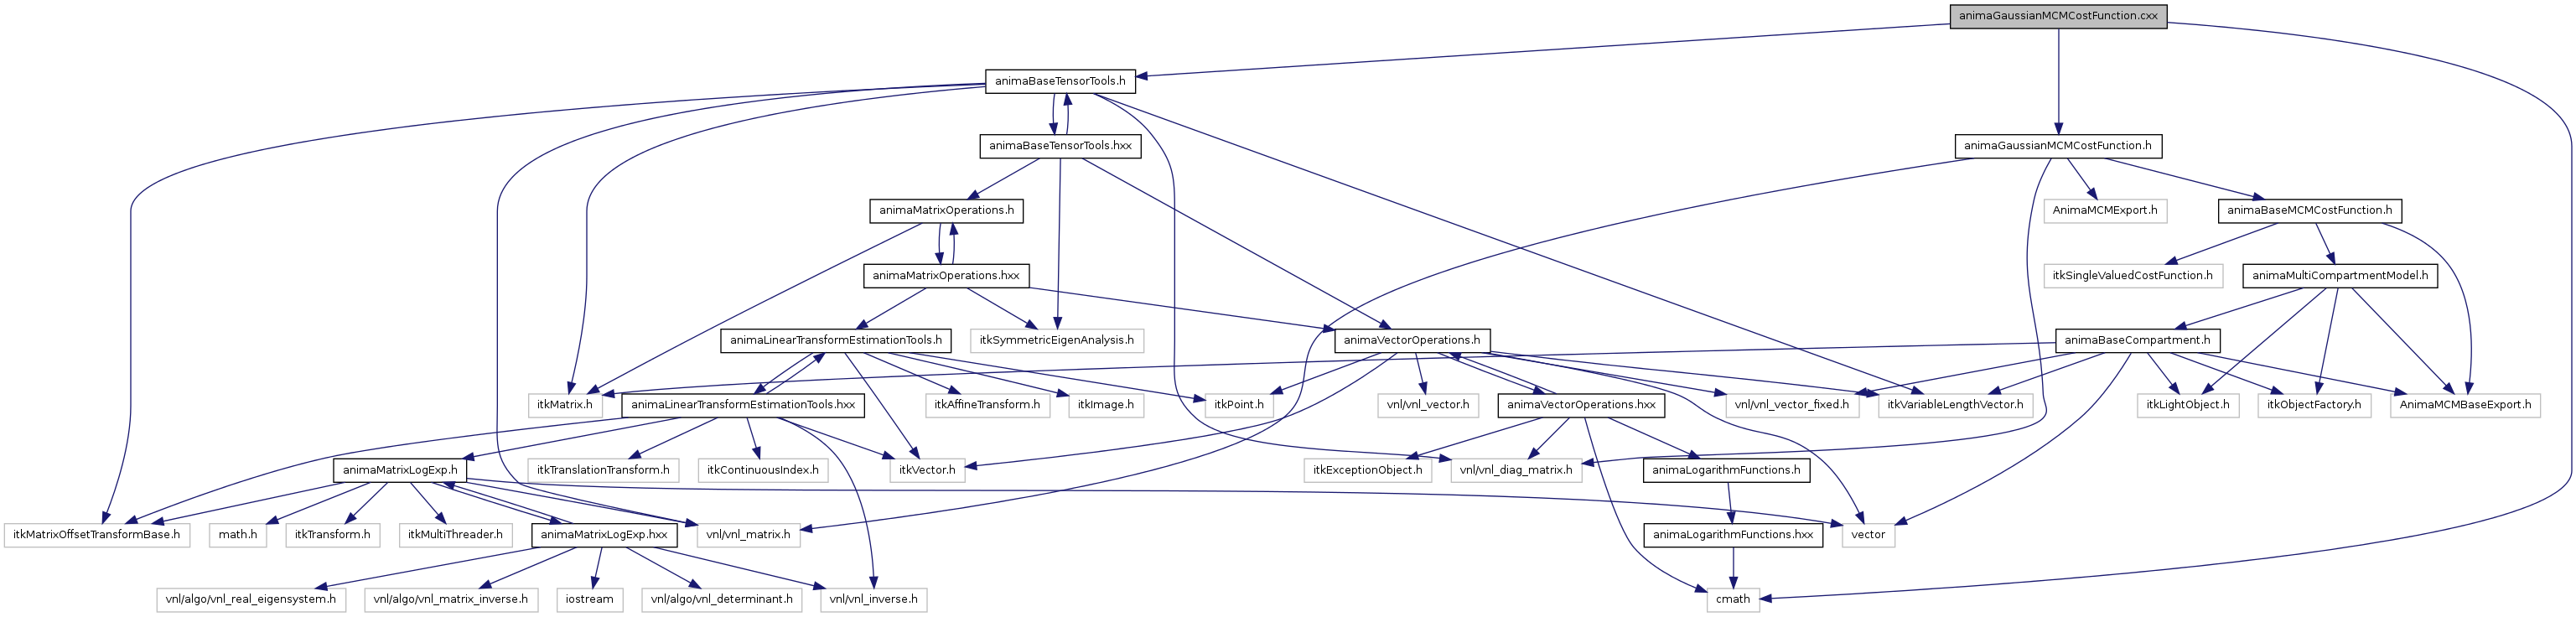 animaGaussianMCMCostFunction.cxx
animaBaseTensorTools.h
animaBaseTensorTools.hxx
animaGaussianMCMCostFunction.h
animaMatrixOperations.h
AnimaMCMExport.h
animaBaseMCMCostFunction.h
animaMatrixOperations.hxx
itkSingleValuedCostFunction.h
animaMultiCompartmentModel.h
animaLinearTransformEstimationTools.h
itkSymmetricEigenAnalysis.h
animaVectorOperations.h
animaBaseCompartment.h
itkMatrix.h
animaLinearTransformEstimationTools.hxx
itkAffineTransform.h
itkImage.h
itkPoint.h
vnl/vnl_vector.h
animaVectorOperations.hxx
vnl/vnl_vector_fixed.h
itkVariableLengthVector.h
itkLightObject.h
itkObjectFactory.h
AnimaMCMBaseExport.h
animaMatrixLogExp.h
itkTranslationTransform.h
itkContinuousIndex.h
itkVector.h
itkExceptionObject.h
vnl/vnl_diag_matrix.h
animaLogarithmFunctions.h
itkMatrixOffsetTransformBase.h
math.h
itkTransform.h
itkMultiThreader.h
animaMatrixLogExp.hxx
vnl/vnl_matrix.h
animaLogarithmFunctions.hxx
vector
vnl/algo/vnl_real_eigensystem.h
vnl/algo/vnl_matrix_inverse.h
iostream
vnl/algo/vnl_determinant.h
vnl/vnl_inverse.h
cmath